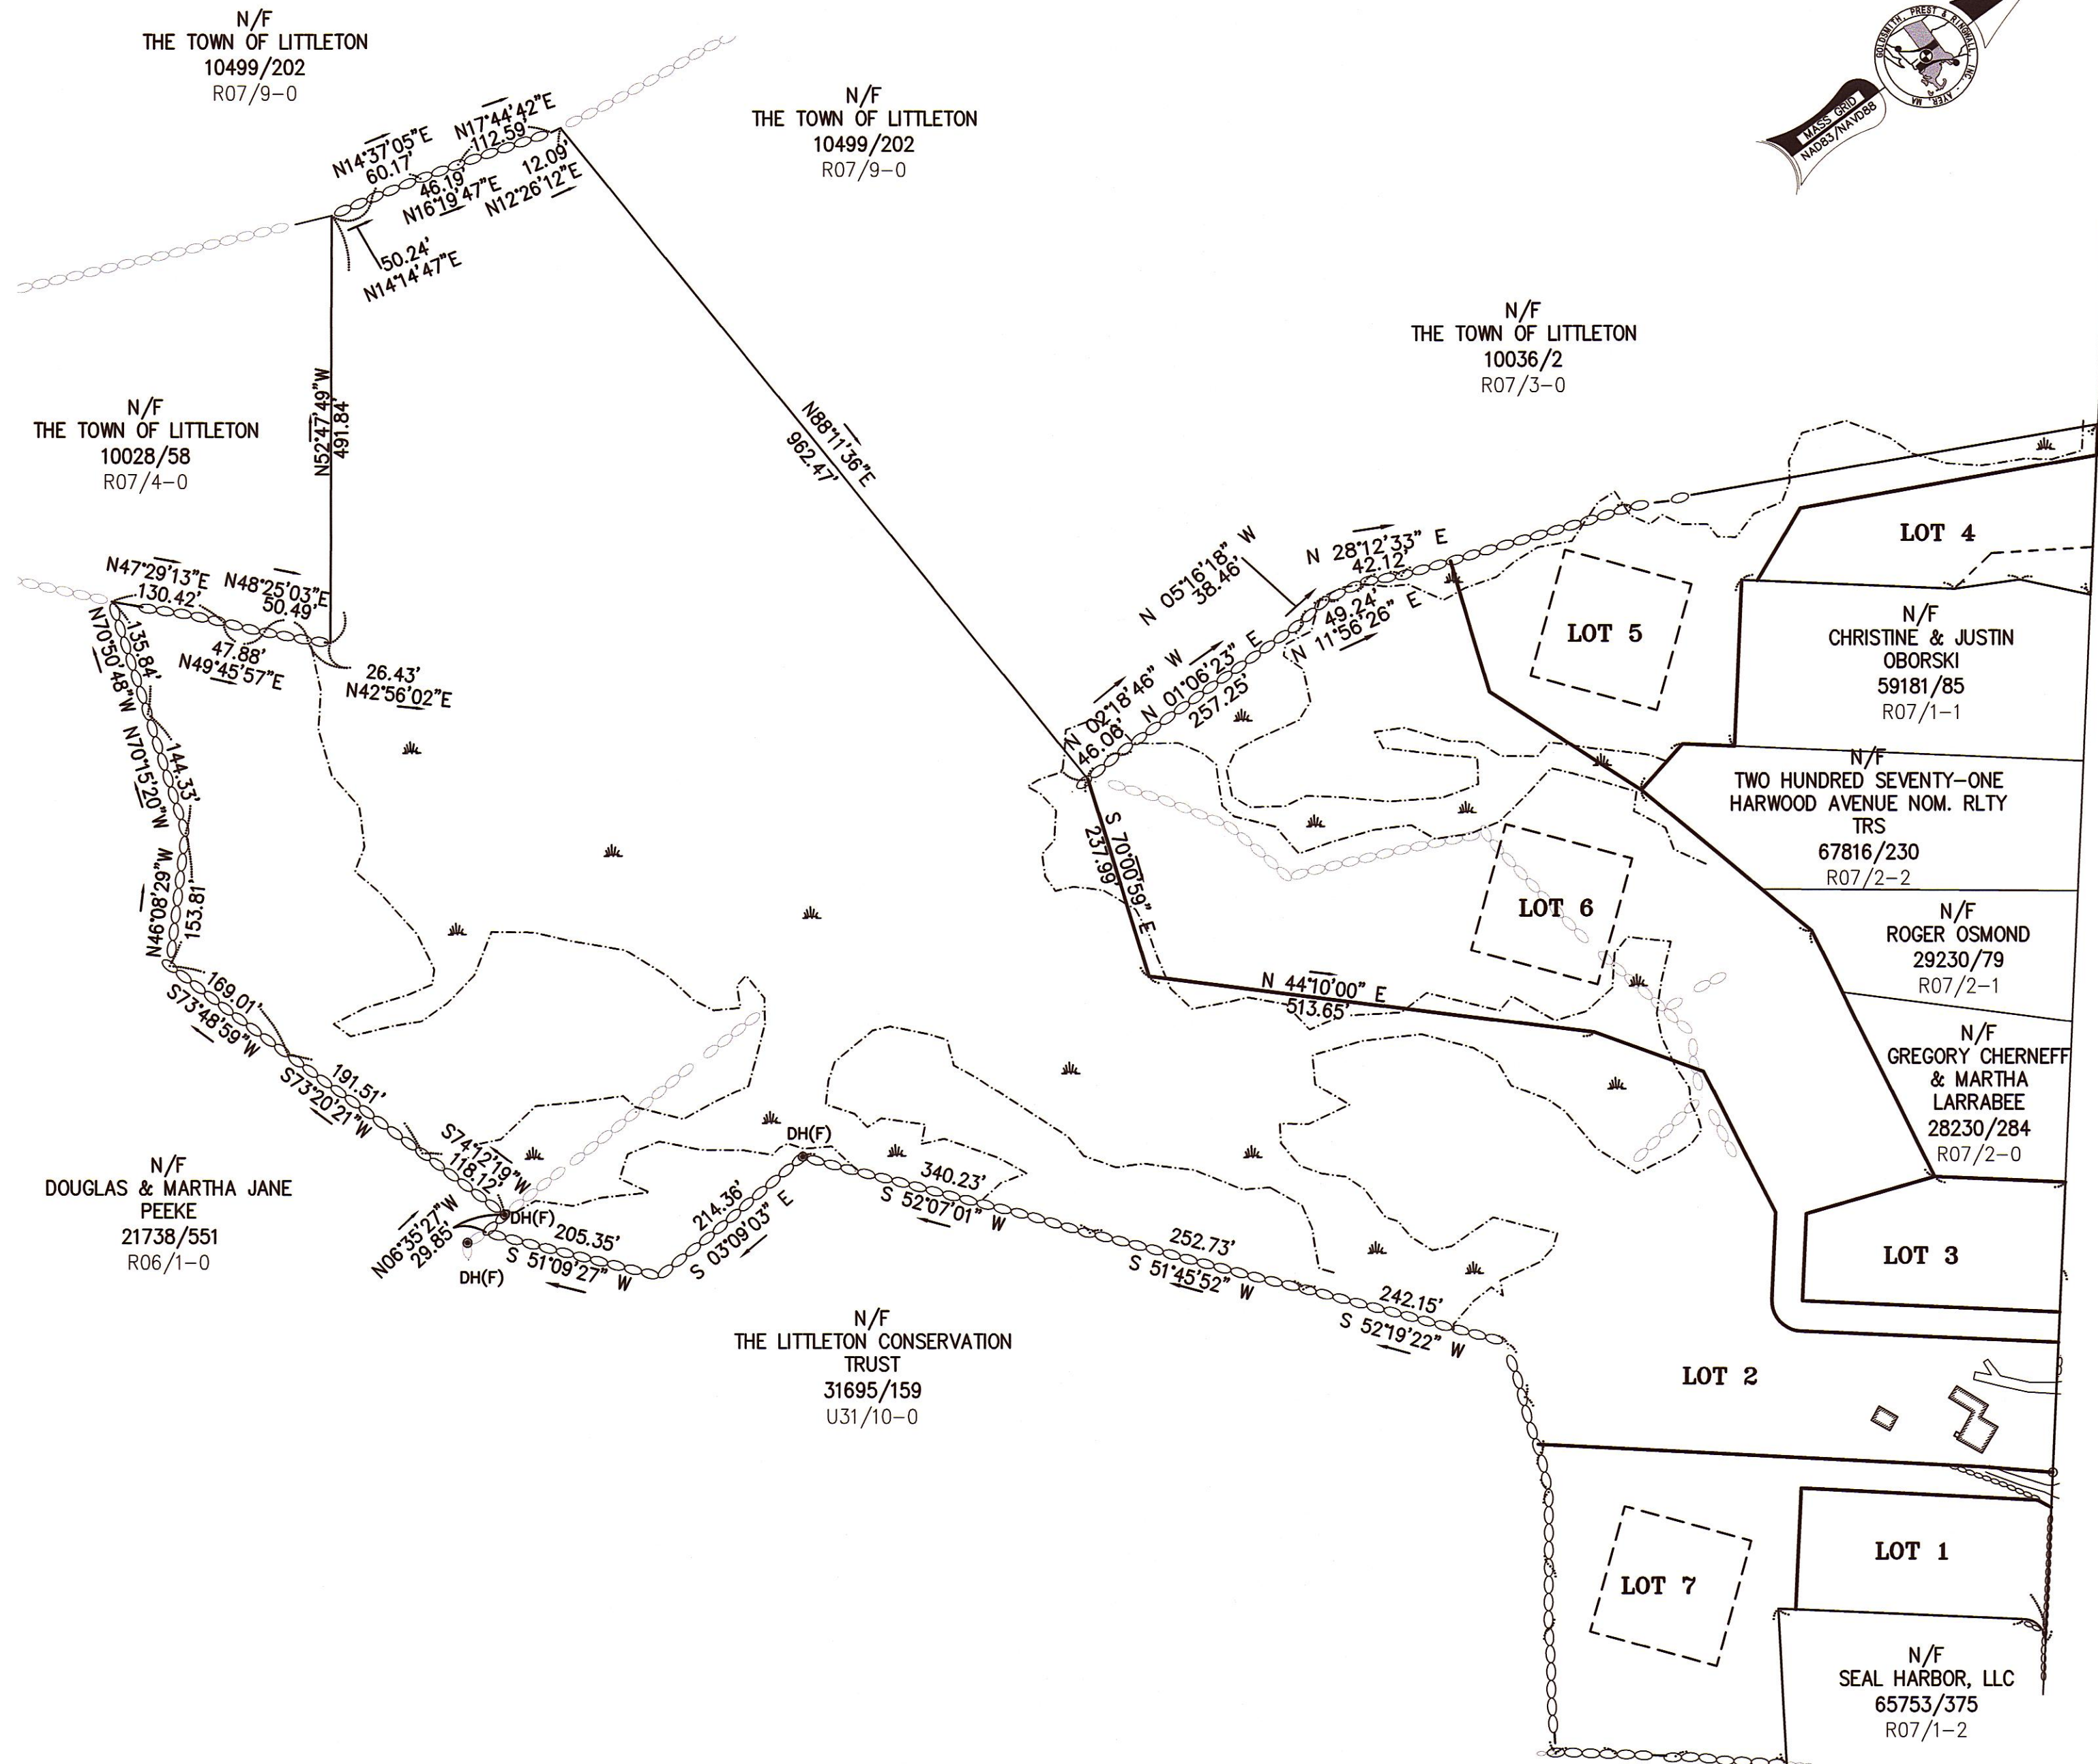 N/F
THE TOWN OF LITTLETON
10499/202
R07/9-0
N/F
THE TOWN OF LITTLETON
10499/202
R07/9-0
GOLDSMITH, PREST & RINGWALL, INC. - AYER, MA
MASS GRID
NAD83/NAVD88
N14°37'05"E
60.17'
N17°44'42"E
112.59'
46.19'
N16°19'47"E
12.09'
N12°26'12"E
50.24'
N14°14'47"E
N/F
THE TOWN OF LITTLETON
10036/2
R07/3-0
N/F
THE TOWN OF LITTLETON
10028/58
R07/4-0
N52°47'49"W
491.84'
N88°11'36"E
962.47'
N47°29'13"E
130.42'
N48°25'03"E
50.49'
47.88'
N49°45'57"E
26.43'
N42°56'02"E
N70°50'48"W
135.84'
N70°15'20"W
144.33'
N46°08'29"W
153.81'
169.01'
S73°48'59"W
191.51'
S73°20'21"W
S74°12'19"W
118.12'
N06°35'27"W
29.85'
DH(F)
DH(F)
205.35'
S 51°09'27" W
214.36'
S 03°09'03" E
DH(F)
340.23'
S 52°07'01" W
252.73'
S 51°45'52" W
242.15'
S 52°19'22" W
N 02°18'46" W
46.06'
N 01°06'23" E
257.25'
N 05°16'18" W
38.46'
49.24'
N 11°56'26" E
N 28°12'33" E
42.12'
S 70°00'59" E
237.99'
N 44°10'00" E
513.65'
LOT 4
LOT 5
N/F
CHRISTINE & JUSTIN
OBORSKI
59181/85
R07/1-1
N/F
TWO HUNDRED SEVENTY-ONE
HARWOOD AVENUE NOM. RLTY
TRS
67816/230
R07/2-2
LOT 6
N/F
ROGER OSMOND
29230/79
R07/2-1
N/F
GREGORY CHERNEFF
& MARTHA
LARRABEE
28230/284
R07/2-0
LOT 3
N/F
DOUGLAS & MARTHA JANE
PEEKE
21738/551
R06/1-0
N/F
THE LITTLETON CONSERVATION
TRUST
31695/159
U31/10-0
LOT 2
LOT 1
LOT 7
N/F
SEAL HARBOR, LLC
65753/375
R07/1-2